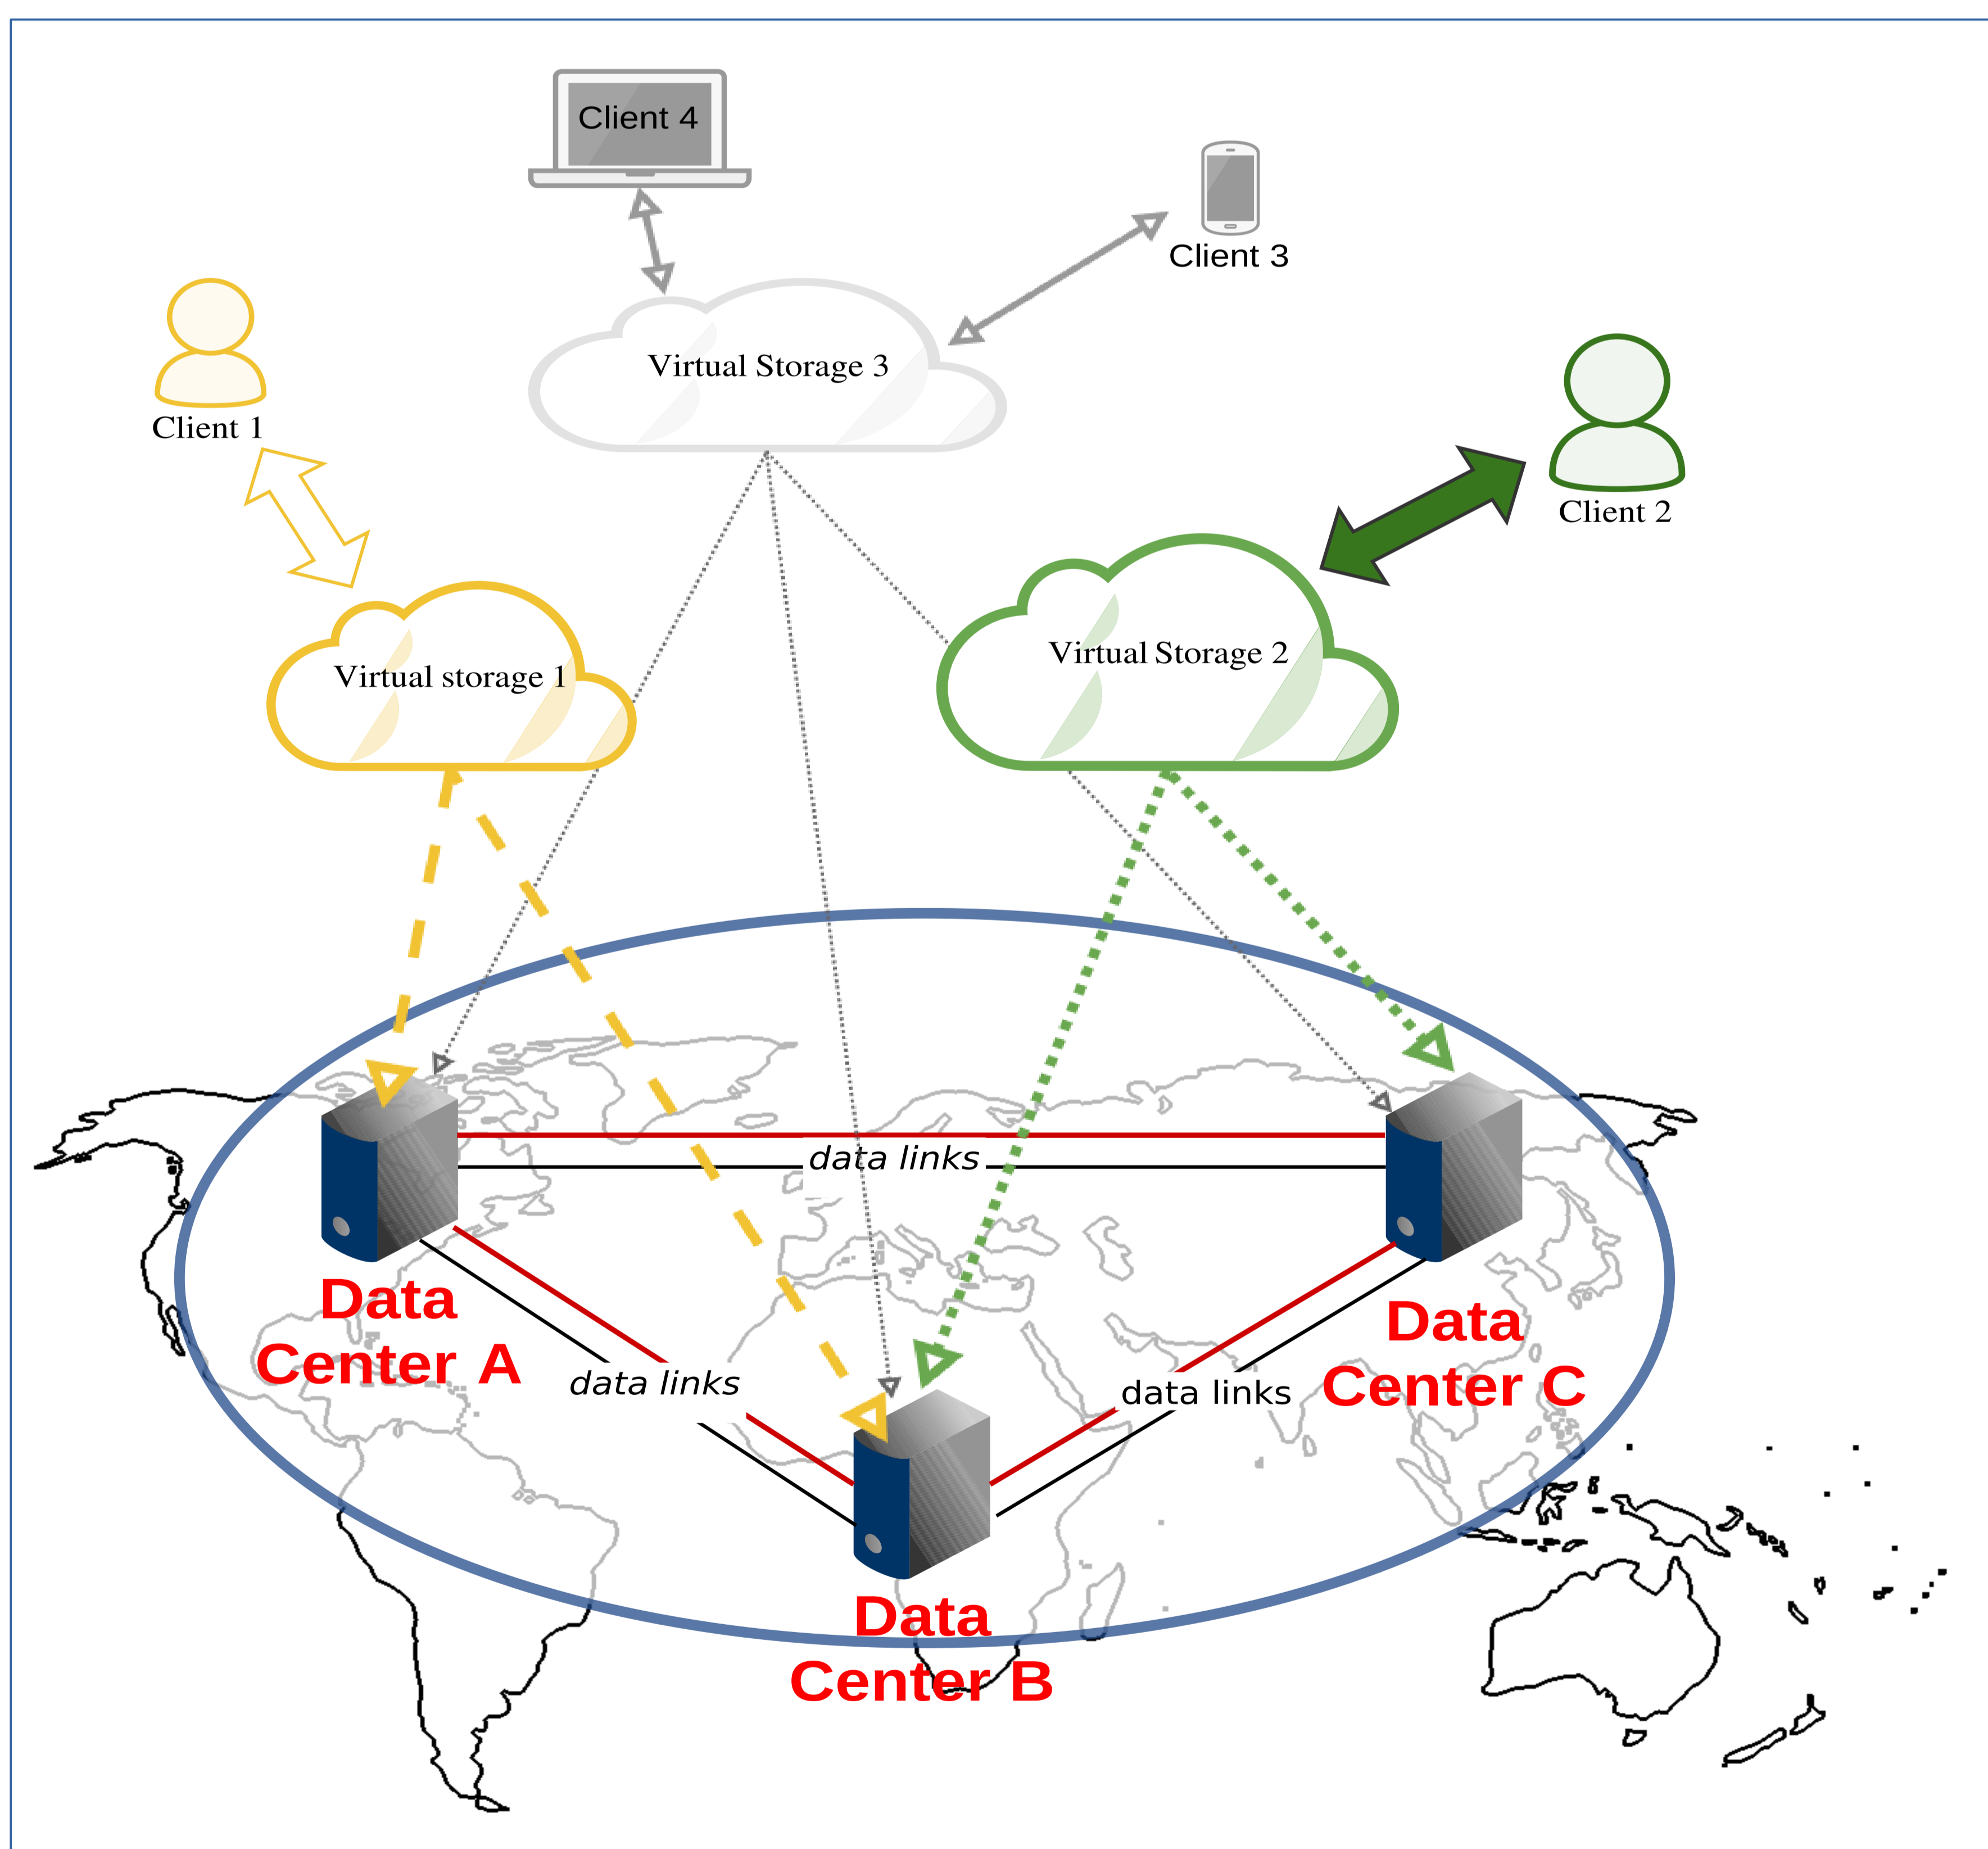 Client 4
Client 3
Virtual Storage 3
Client 1
Client 2
Virtual storage 1
Virtual Storage 2
data links
Data
Center A
data links
data links
Data
Center C
Data
Center B